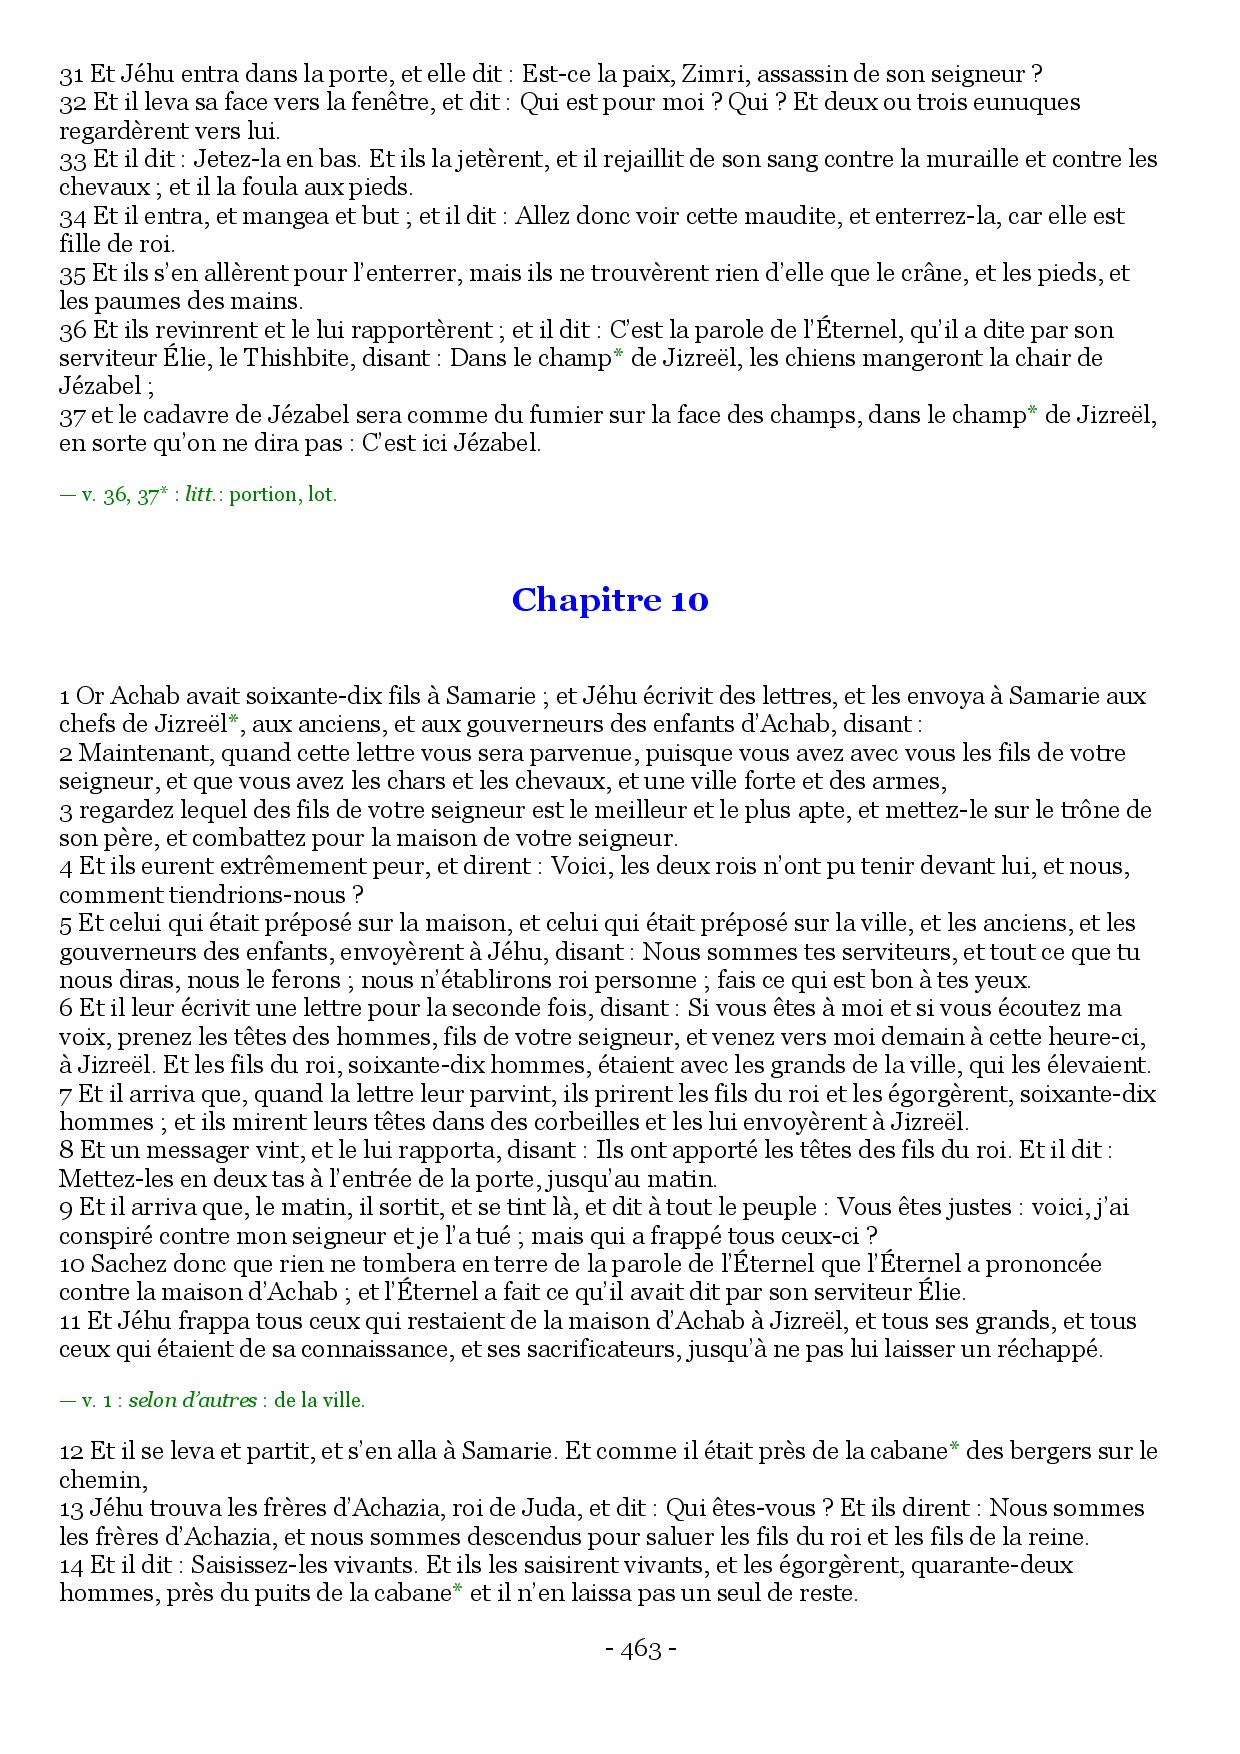 31 Et Jéhu entra dans la porte, et elle dit : Est-ce la paix, Zimri, assassin de son seigneur ?
32 Et il leva sa face vers la fenêtre, et dit : Qui est pour moi ? Qui ? Et deux ou trois eunuques
regardèrent vers lui.
33 Et il dit : Jetez-la en bas. Et ils la jetèrent, et il rejaillit de son sang contre la muraille et contre les
chevaux ; et il la foula aux pieds.
34 Et il entra, et mangea et but ; et il dit : Allez donc voir cette maudite, et enterrez-la, car elle est
fille de roi.
35 Et ils s’en allèrent pour l’enterrer, mais ils ne trouvèrent rien d’elle que le crâne, et les pieds, et
les paumes des mains.
36 Et ils revinrent et le lui rapportèrent ; et il dit : C’est la parole de l’Éternel, qu’il a dite par son
serviteur Élie, le Thishbite, disant : Dans le champ* de Jizreël, les chiens mangeront la chair de
Jézabel ;
37 et le cadavre de Jézabel sera comme du fumier sur la face des champs, dans le champ* de Jizreël,
en sorte qu’on ne dira pas : C’est ici Jézabel.
— v. 36, 37* : litt.: portion, lot.
Chapitre 10
1 Or Achab avait soixante-dix fils à Samarie ; et Jéhu écrivit des lettres, et les envoya à Samarie aux
chefs de Jizreël*, aux anciens, et aux gouverneurs des enfants d’Achab, disant :
2 Maintenant, quand cette lettre vous sera parvenue, puisque vous avez avec vous les fils de votre
seigneur, et que vous avez les chars et les chevaux, et une ville forte et des armes,
3 regardez lequel des fils de votre seigneur est le meilleur et le plus apte, et mettez-le sur le trône de
son père, et combattez pour la maison de votre seigneur.
4 Et ils eurent extrêmement peur, et dirent : Voici, les deux rois n’ont pu tenir devant lui, et nous,
comment tiendrions-nous ?
5 Et celui qui était préposé sur la maison, et celui qui était préposé sur la ville, et les anciens, et les
gouverneurs des enfants, envoyèrent à Jéhu, disant : Nous sommes tes serviteurs, et tout ce que tu
nous diras, nous le ferons ; nous n’établirons roi personne ; fais ce qui est bon à tes yeux.
6 Et il leur écrivit une lettre pour la seconde fois, disant : Si vous êtes à moi et si vous écoutez ma
voix, prenez les têtes des hommes, fils de votre seigneur, et venez vers moi demain à cette heure-ci,
à Jizreël. Et les fils du roi, soixante-dix hommes, étaient avec les grands de la ville, qui les élevaient.
7 Et il arriva que, quand la lettre leur parvint, ils prirent les fils du roi et les égorgèrent, soixante-dix
hommes ; et ils mirent leurs têtes dans des corbeilles et les lui envoyèrent à Jizreël.
8 Et un messager vint, et le lui rapporta, disant : Ils ont apporté les têtes des fils du roi. Et il dit :
Mettez-les en deux tas à l’entrée de la porte, jusqu’au matin.
9 Et il arriva que, le matin, il sortit, et se tint là, et dit à tout le peuple : Vous êtes justes : voici, j’ai
conspiré contre mon seigneur et je l’a tué ; mais qui a frappé tous ceux-ci ?
10 Sachez donc que rien ne tombera en terre de la parole de l’Éternel que l’Éternel a prononcée
contre la maison d’Achab ; et l’Éternel a fait ce qu’il avait dit par son serviteur Élie.
11 Et Jéhu frappa tous ceux qui restaient de la maison d’Achab à Jizreël, et tous ses grands, et tous
ceux qui étaient de sa connaissance, et ses sacrificateurs, jusqu’à ne pas lui laisser un réchappé.
— v. 1 : selon d’autres : de la ville.
12 Et il se leva et partit, et s’en alla à Samarie. Et comme il était près de la cabane* des bergers sur le
chemin,
13 Jéhu trouva les frères d’Achazia, roi de Juda, et dit : Qui êtes-vous ? Et ils dirent : Nous sommes
les frères d’Achazia, et nous sommes descendus pour saluer les fils du roi et les fils de la reine.
14 Et il dit : Saisissez-les vivants. Et ils les saisirent vivants, et les égorgèrent, quarante-deux
hommes, près du puits de la cabane* et il n’en laissa pas un seul de reste.
- 463 -